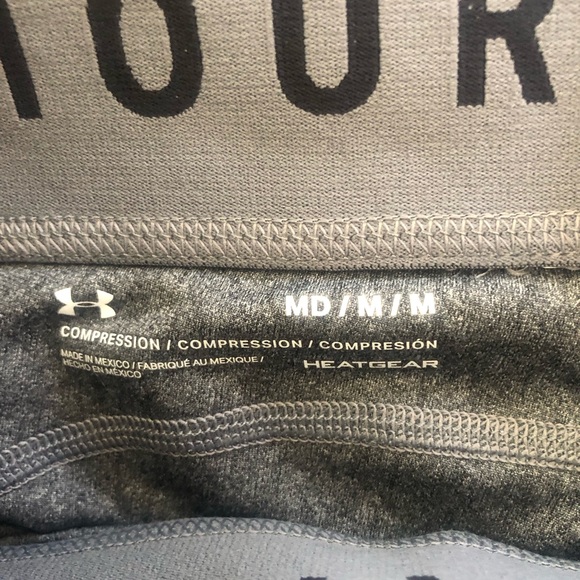 MOUR
MD / M / M
COMPRESSION / COMPRESSION / COMPRESIÓN
MADE IN MEXICO / FABRIQUÉ AU MEXIQUE /
HECHO EN MÉXICO
HEATGEAR